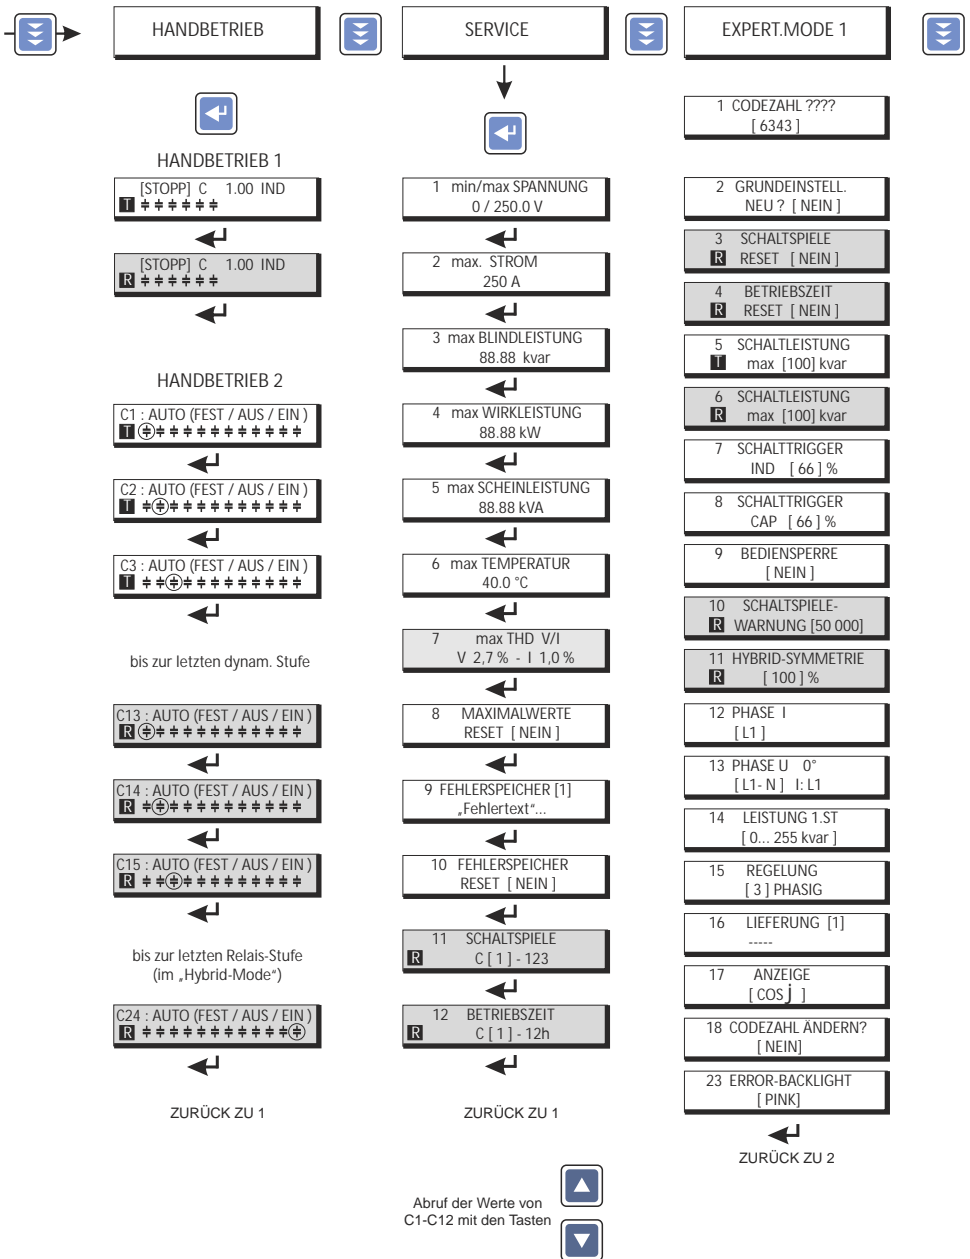 HANDBETRIEB
SERVICE
EXPERT.MODE 1
HANDBETRIEB 1
[STOPP] C 1.00 IND
T
[STOPP] C 1.00 IND
R
HANDBETRIEB 2
C1 : AUTO (FEST / AUS / EIN )
T
C2 : AUTO (FEST / AUS / EIN )
T
C3 : AUTO (FEST / AUS / EIN )
T
bis zur letzten dynam. Stufe
C13 : AUTO (FEST / AUS / EIN )
R
C14 : AUTO (FEST / AUS / EIN )
R
C15 : AUTO (FEST / AUS / EIN )
R
bis zur letzten Relais-Stufe
(im „Hybrid-Mode“)
C24 : AUTO (FEST / AUS / EIN )
R
ZURÜCK ZU 1
1 min/max SPANNUNG
0 / 250.0 V
2 max. STROM
250 A
3 max BLINDLEISTUNG
88.88 kvar
4 max WIRKLEISTUNG
88.88 kW
5 max SCHEINLEISTUNG
88.88 kVA
6 max TEMPERATUR
40.0 °C
7 max THD V/I
V 2,7 % - I 1,0 %
8 MAXIMALWERTE
RESET [ NEIN ]
9 FEHLERSPEICHER [1]
„Fehlertext“...
10 FEHLERSPEICHER
RESET [ NEIN ]
11 SCHALTSPIELE
R C [ 1 ] - 123
12 BETRIEBSZEIT
R C [ 1 ] - 12h
ZURÜCK ZU 1
Abruf der Werte von
C1-C12 mit den Tasten
1 CODEZAHL ????
[ 6343 ]
2 GRUNDEINSTELL.
NEU ? [ NEIN ]
3 SCHALTSPIELE
R RESET [ NEIN ]
4 BETRIEBSZEIT
R RESET [ NEIN ]
5 SCHALTLEISTUNG
T max [100] kvar
6 SCHALTLEISTUNG
R max [100] kvar
7 SCHALTTRIGGER
IND [ 66 ] %
8 SCHALTTRIGGER
CAP [ 66 ] %
9 BEDIENSPERRE
[ NEIN ]
10 SCHALTSPIELE-
R WARNUNG [50 000]
11 HYBRID-SYMMETRIE
R [ 100 ] %
12 PHASE I
[ L1 ]
13 PHASE U 0°
[ L1- N ] I: L1
14 LEISTUNG 1.ST
[ 0... 255 kvar ]
15 REGELUNG
[ 3 ] PHASIG
16 LIEFERUNG [1]
-----
17 ANZEIGE
[ COS j ]
18 CODEZAHL ÄNDERN?
[ NEIN]
23 ERROR-BACKLIGHT
[ PINK]
ZURÜCK ZU 2